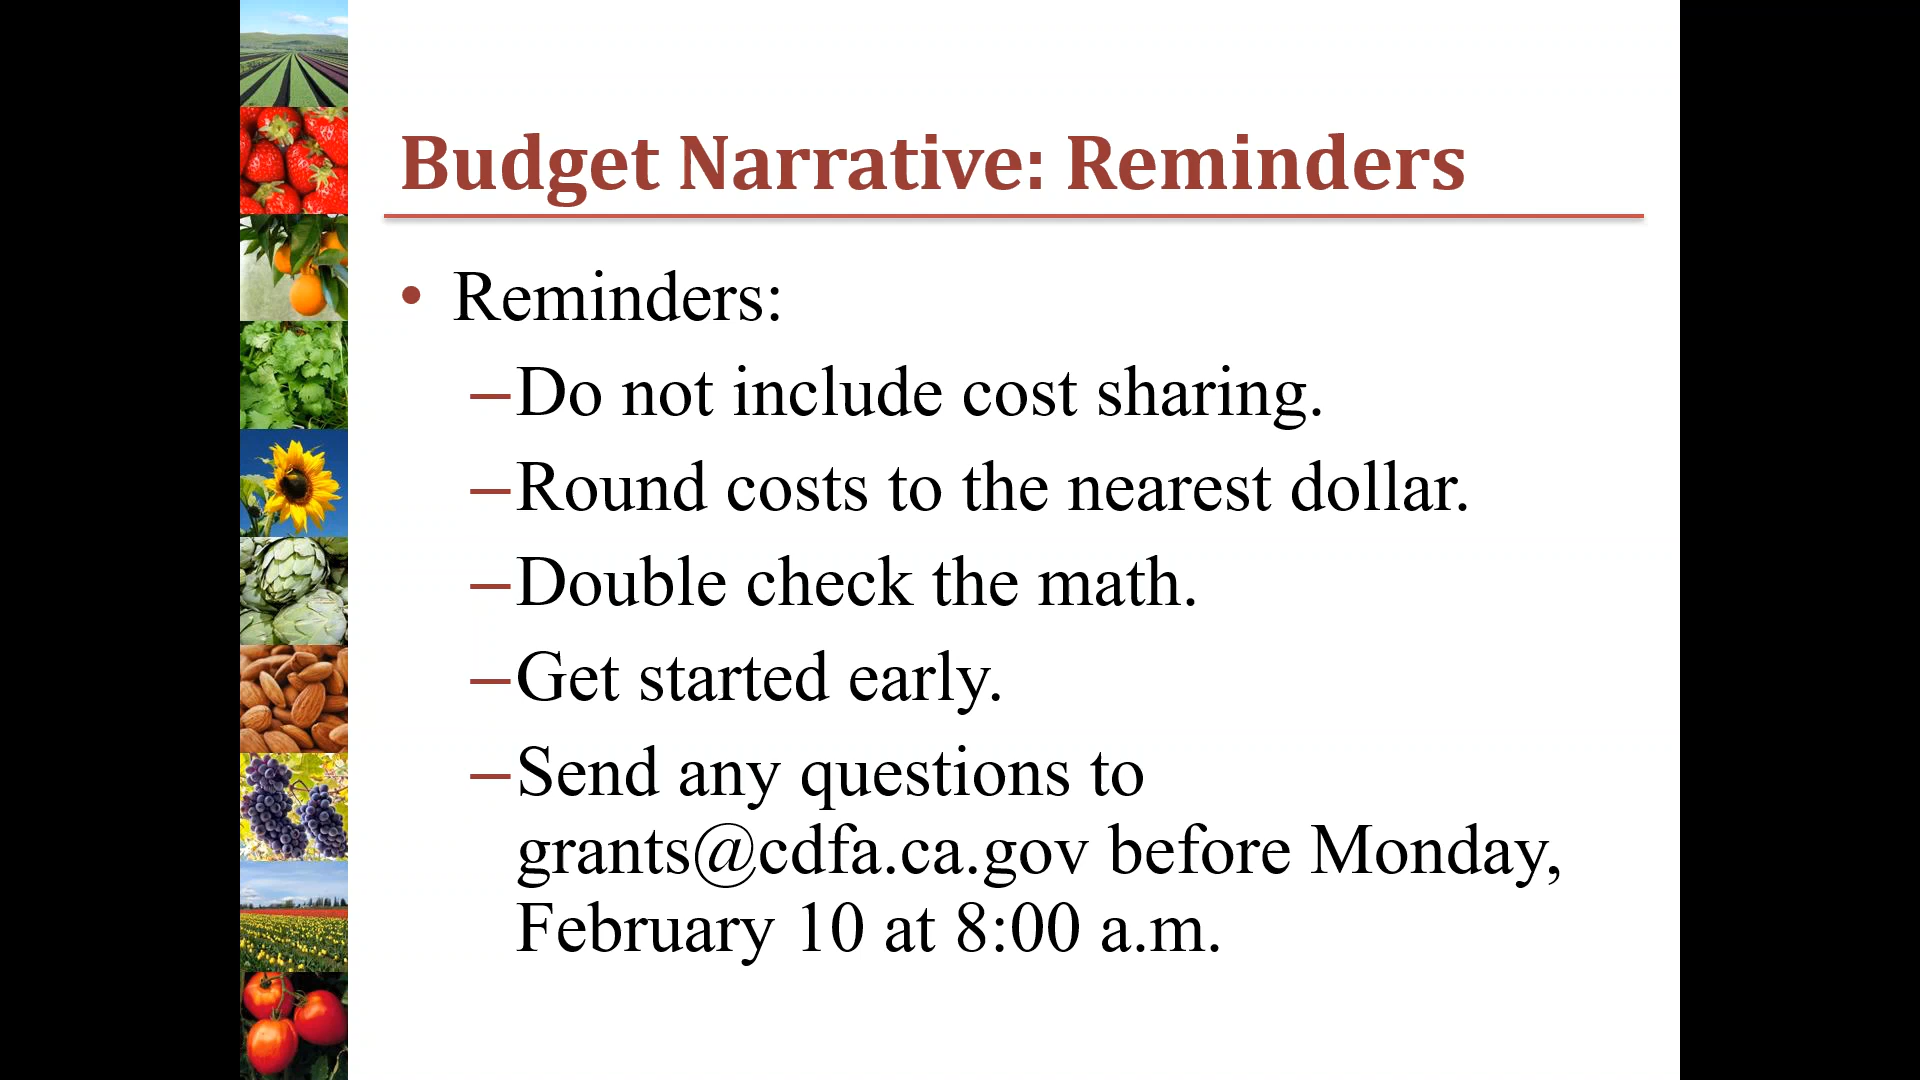 Budget Narrative: Reminders
• Reminders:
–Do not include cost sharing.
–Round costs to the nearest dollar.
–Double check the math.
–Get started early.
–Send any questions to
grants@cdfa.ca.gov before Monday,
February 10 at 8:00 a.m.